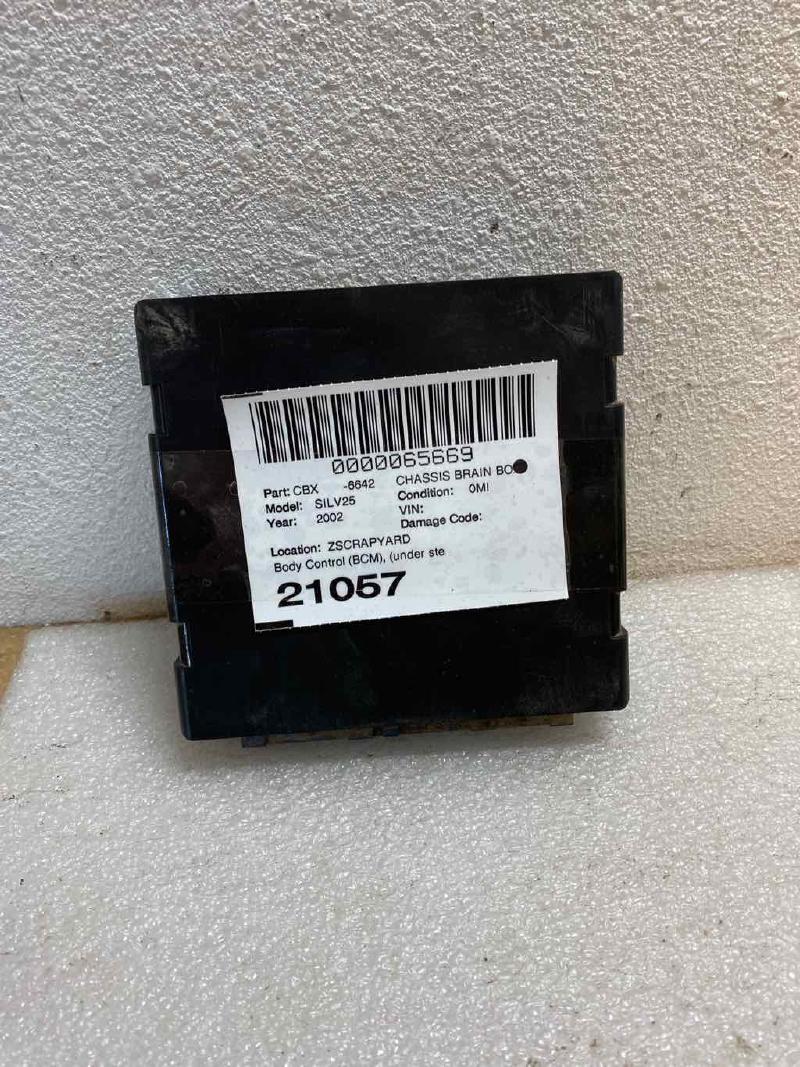 0000065669
Part: CBX -6642 CHASSIS BRAIN BO
Model: SILV25 Condition: 0MI
Year: 2002 VIN:
Damage Code:
Location: ZSCRAPYARD
Body Control (BCM), (under ste
21057